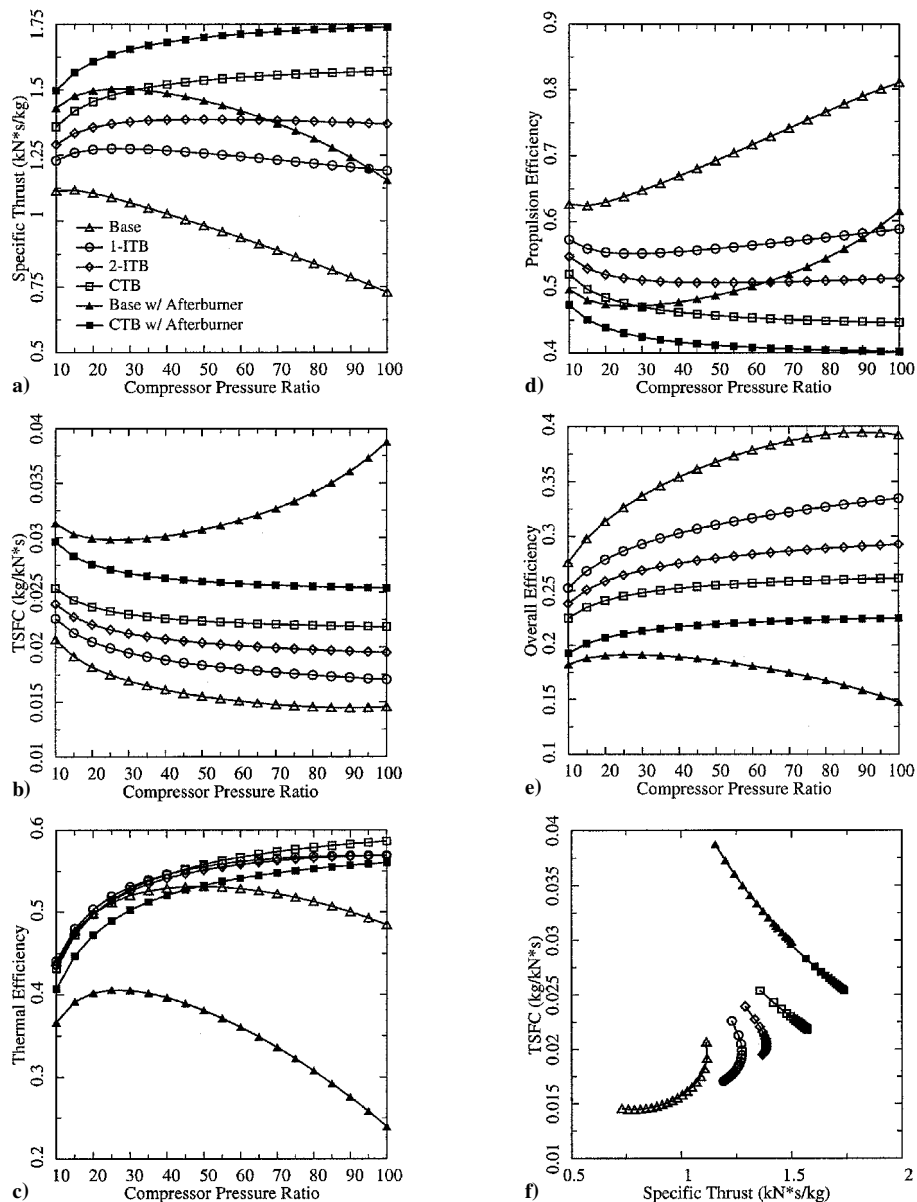 1.75
1.5
1.25
1
0.75
0.5
Specific Thrust (kN*s/kg)
Base
1-ITB
2-ITB
CTB
Base w/ Afterburner
CTB w/ Afterburner
10 20 30 40 50 60 70 80 90 100
a) Compressor Pressure Ratio
0.9
0.8
0.7
0.6
0.5
0.4
Propulsion Efficiency
10 20 30 40 50 60 70 80 90 100
d) Compressor Pressure Ratio
0.04
0.035
0.03
0.025
0.02
0.015
0.01
TSFC (kg/kN*s)
10 20 30 40 50 60 70 80 90 100
b) Compressor Pressure Ratio
0.4
0.35
0.3
0.25
0.2
0.15
0.1
Overall Efficiency
10 20 30 40 50 60 70 80 90 100
e) Compressor Pressure Ratio
0.6
0.5
0.4
0.3
0.2
Thermal Efficiency
10 20 30 40 50 60 70 80 90 100
c) Compressor Pressure Ratio
0.04
0.035
0.03
0.025
0.02
0.015
0.01
TSFC (kg/kN*s)
0.5 1 1.5 2
f) Specific Thrust (kN*s/kg)